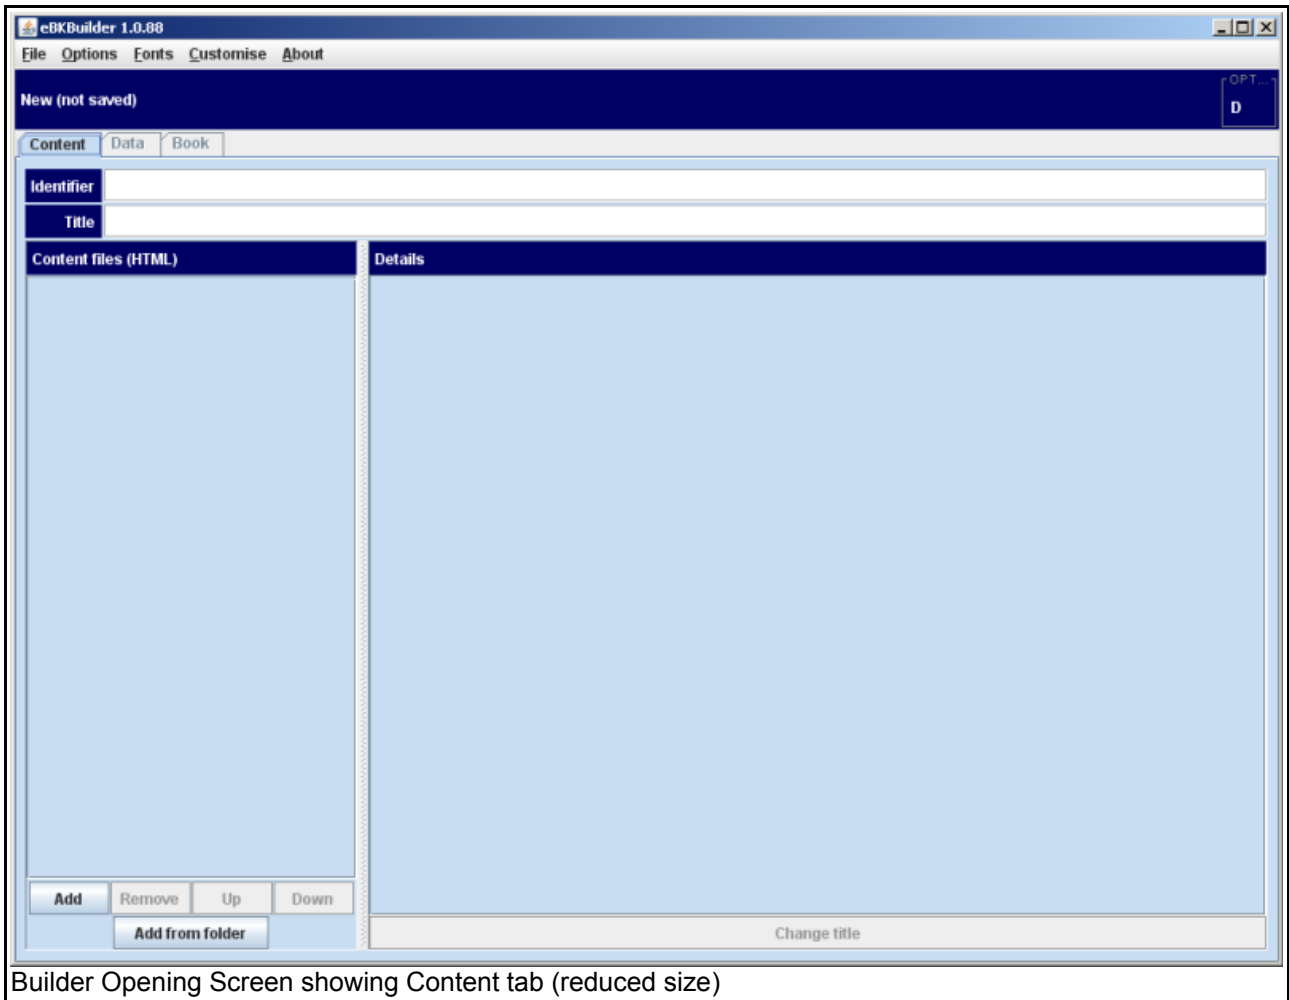 eBKBuilder 1.0.88
File Options Fonts Customise About
OPT...
New (not saved)
D
Content Data Book
Identifier
Title
Content files (HTML) Details
Add Remove Up Down
Add from folder Change title
Builder Opening Screen showing Content tab (reduced size)